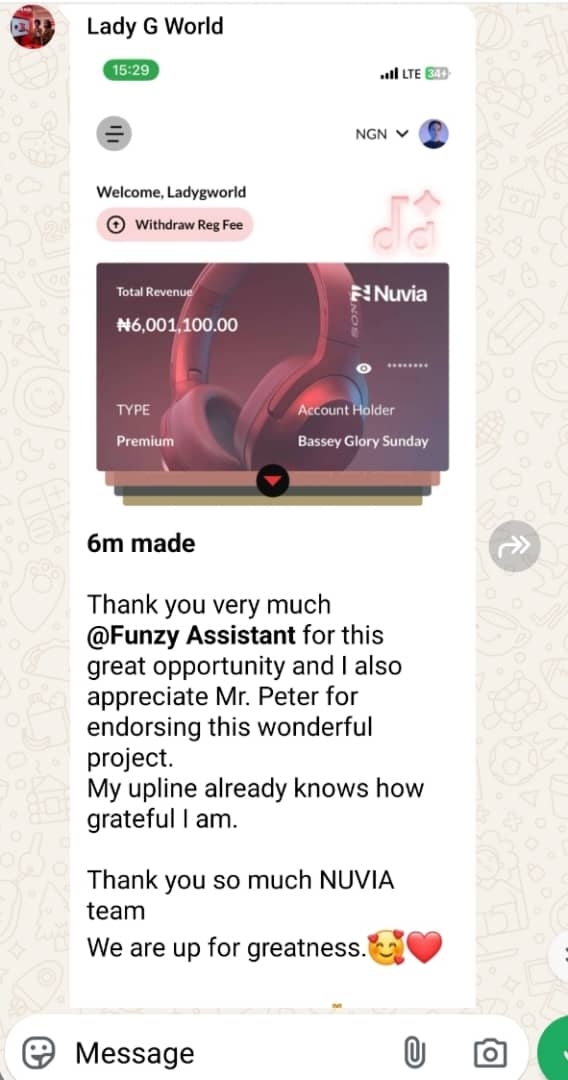 Lady G World
15:29
LTE 34+
NGN
Welcome, Ladygworld
Withdraw Reg Fee
Total Revenue
Nuvia
₦6,001,100.00
SONY
********
TYPE
Account Holder
Premium
Bassey Glory Sunday
6m made
Thank you very much
@Funzy Assistant for this
great opportunity and I also
appreciate Mr. Peter for
endorsing this wonderful
project.
My upline already knows how
grateful I am.
Thank you so much NUVIA
team
We are up for greatness.🥰❤️
Message